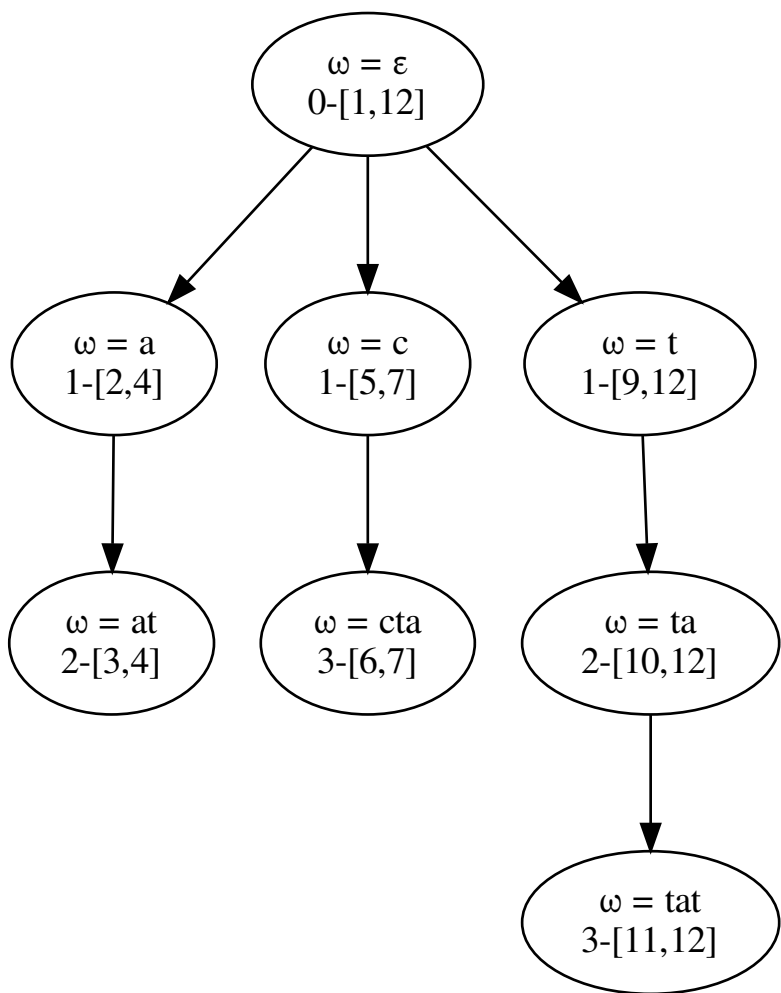 ω = ε
0-[1,12]
ω = a
1-[2,4]
ω = c
1-[5,7]
ω = t
1-[9,12]
ω = at
2-[3,4]
ω = cta
3-[6,7]
ω = ta
2-[10,12]
ω = tat
3-[11,12]